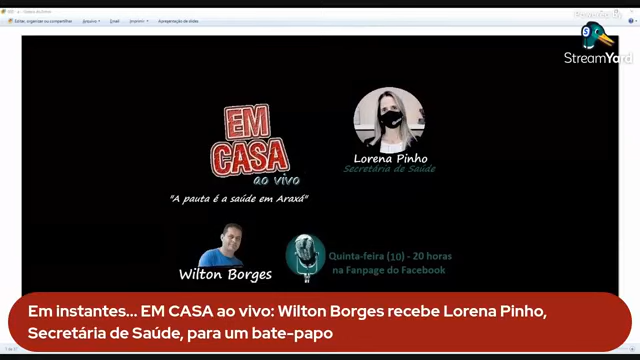 StreamYard
EM
CASA
ao vivo
Lorena Pinho
Secretária de Saúde
"A pauta é a saúde em Araxá"
Wilton Borges
Quinta-feira (10) - 20 horas
na Fanpage do Facebook
Em instantes... EM CASA ao vivo: Wilton Borges recebe Lorena Pinho,
Secretária de Saúde, para um bate-papo